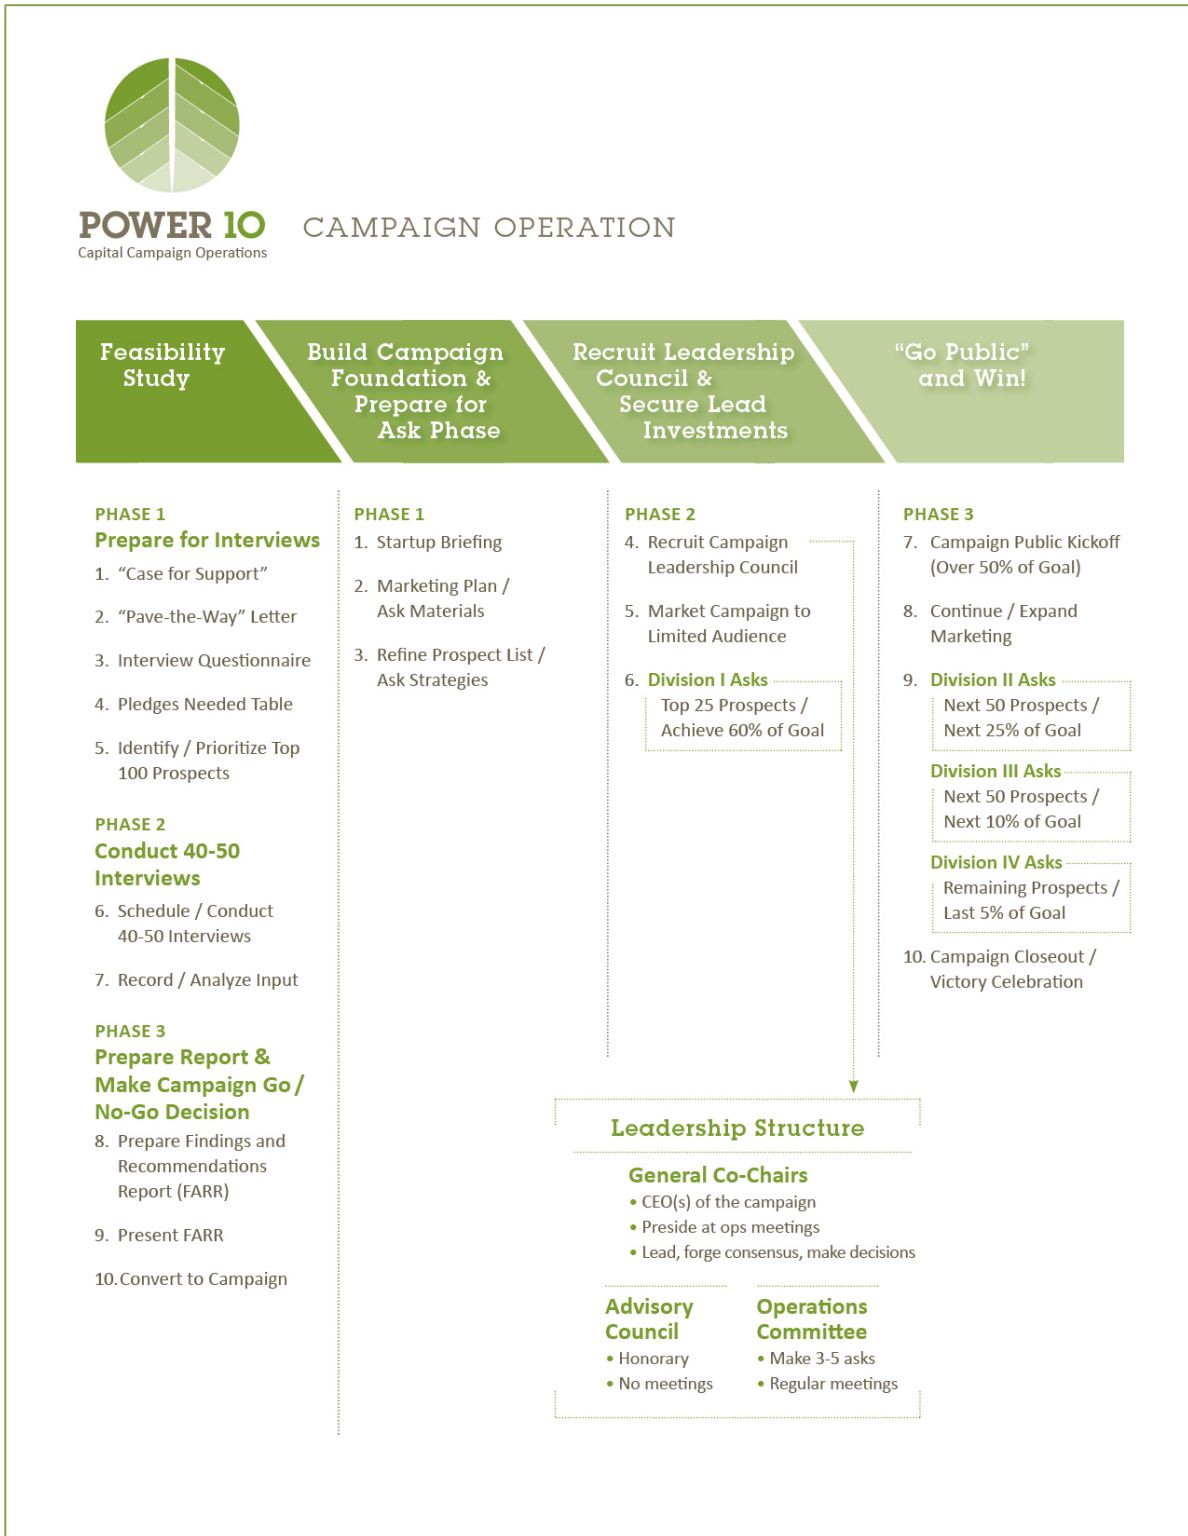 POWER 10
Capital Campaign Operations
CAMPAIGN OPERATION
Feasibility
Study
Build Campaign
Foundation &
Prepare for
Ask Phase
Recruit Leadership
Council &
Secure Lead
Investments
“Go Public”
and Win!
PHASE 1
Prepare for Interviews
1. “Case for Support”
2. “Pave-the-Way” Letter
3. Interview Questionnaire
4. Pledges Needed Table
5. Identify / Prioritize Top
100 Prospects
PHASE 2
Conduct 40-50
Interviews
6. Schedule / Conduct
40-50 Interviews
7. Record / Analyze Input
PHASE 3
Prepare Report &
Make Campaign Go /
No-Go Decision
8. Prepare Findings and
Recommendations
Report (FARR)
9. Present FARR
10. Convert to Campaign
PHASE 1
1. Startup Briefing
2. Marketing Plan /
Ask Materials
3. Refine Prospect List /
Ask Strategies
PHASE 2
4. Recruit Campaign
Leadership Council
5. Market Campaign to
Limited Audience
6. Division I Asks
Top 25 Prospects /
Achieve 60% of Goal
PHASE 3
7. Campaign Public Kickoff
(Over 50% of Goal)
8. Continue / Expand
Marketing
9. Division II Asks
Next 50 Prospects /
Next 25% of Goal
Division III Asks
Next 50 Prospects /
Next 10% of Goal
Division IV Asks
Remaining Prospects /
Last 5% of Goal
10. Campaign Closeout /
Victory Celebration
Leadership Structure
General Co-Chairs
• CEO(s) of the campaign
• Preside at ops meetings
• Lead, forge consensus, make decisions
Advisory
Council
• Honorary
• No meetings
Operations
Committee
• Make 3-5 asks
• Regular meetings